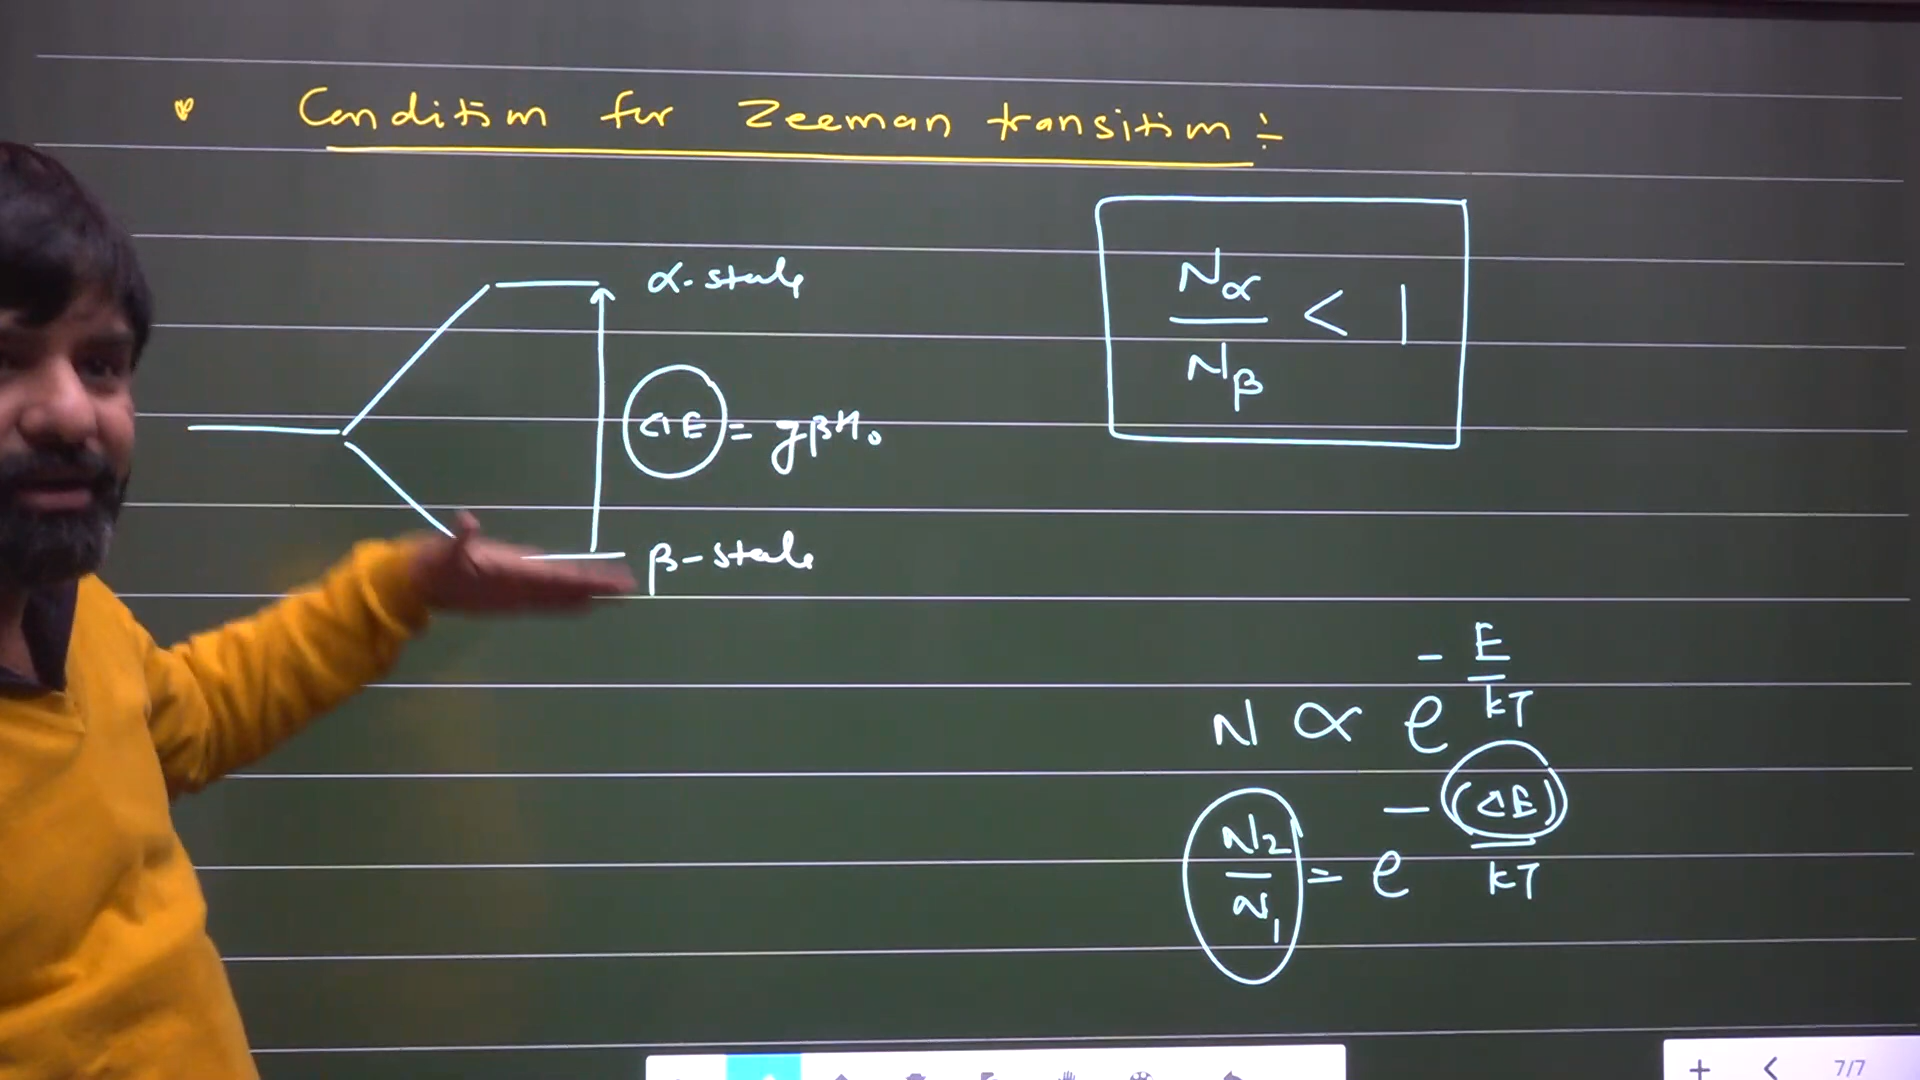 Condition for Zeeman transition :-
α-state
ΔE = gβH₀
β-state
Nα / Nβ < 1
N ∝ e^(-E/kT)
N₂ / N₁ = e^(-(ΔE)/kT)
+ < 7/7